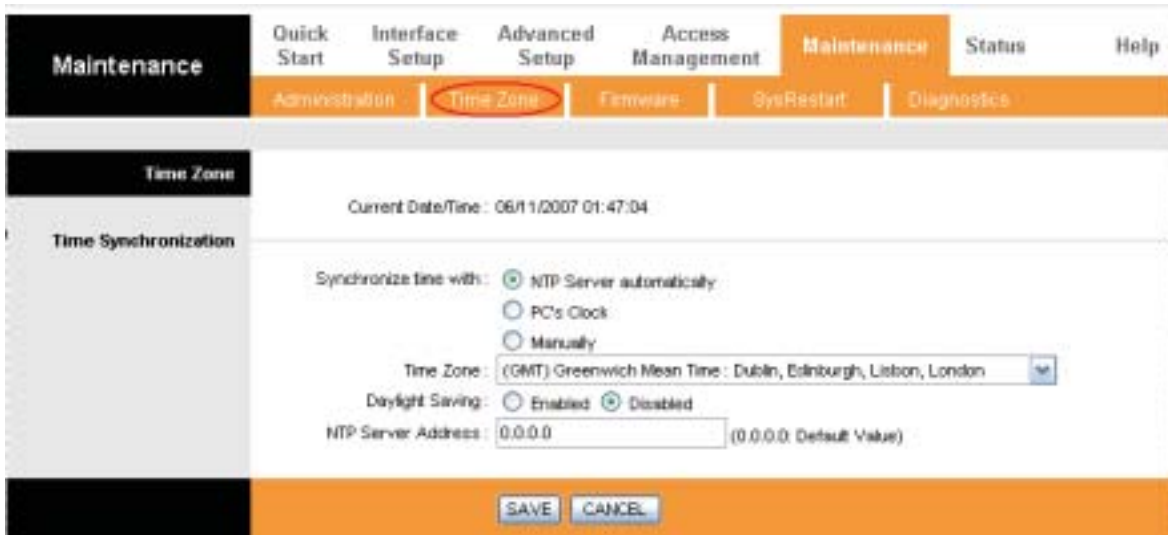 Maintenance
Quick Start
Interface Setup
Advanced Setup
Access Management
Maintenance
Status
Help
Administration
Time Zone
Firmware
SysRestart
Diagnostics
Time Zone
Current Date/Time : 06/11/2007 01:47:04
Time Synchronization
Synchronize time with : NTP Server automatically
PC's Clock
Manually
Time Zone : (GMT) Greenwich Mean Time : Dublin, Edinburgh, Lisbon, London
Daylight Saving : Enabled Disabled
NTP Server Address : 0.0.0.0 (0.0.0.0: Default Value)
SAVE CANCEL